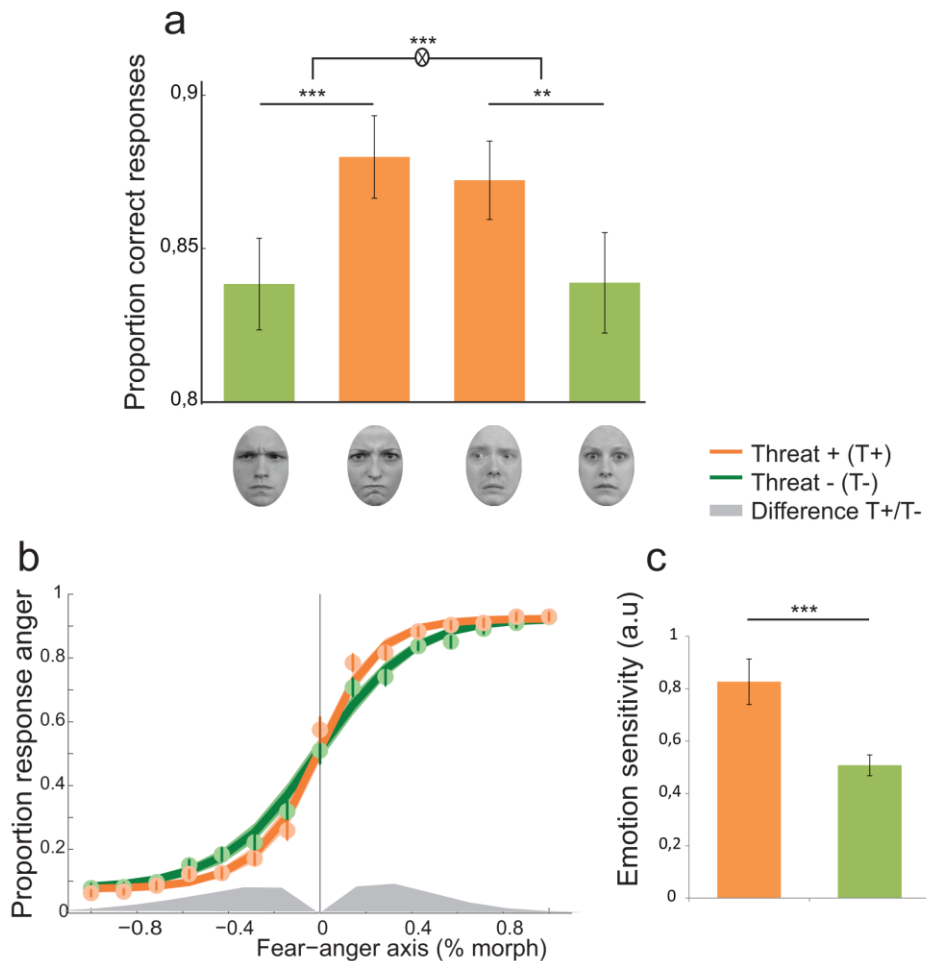 a
***
***
**
Proportion correct responses
0,9
0,85
0,8
Threat + (T+)
Threat - (T-)
Difference T+/T-
b
Proportion response anger
1
0.8
0.6
0.4
0.2
0
−0.8
−0.4
0
0.4
0.8
Fear−anger axis (% morph)
c
***
Emotion sensitivity (a.u)
1
0,8
0,6
0,4
0,2
0